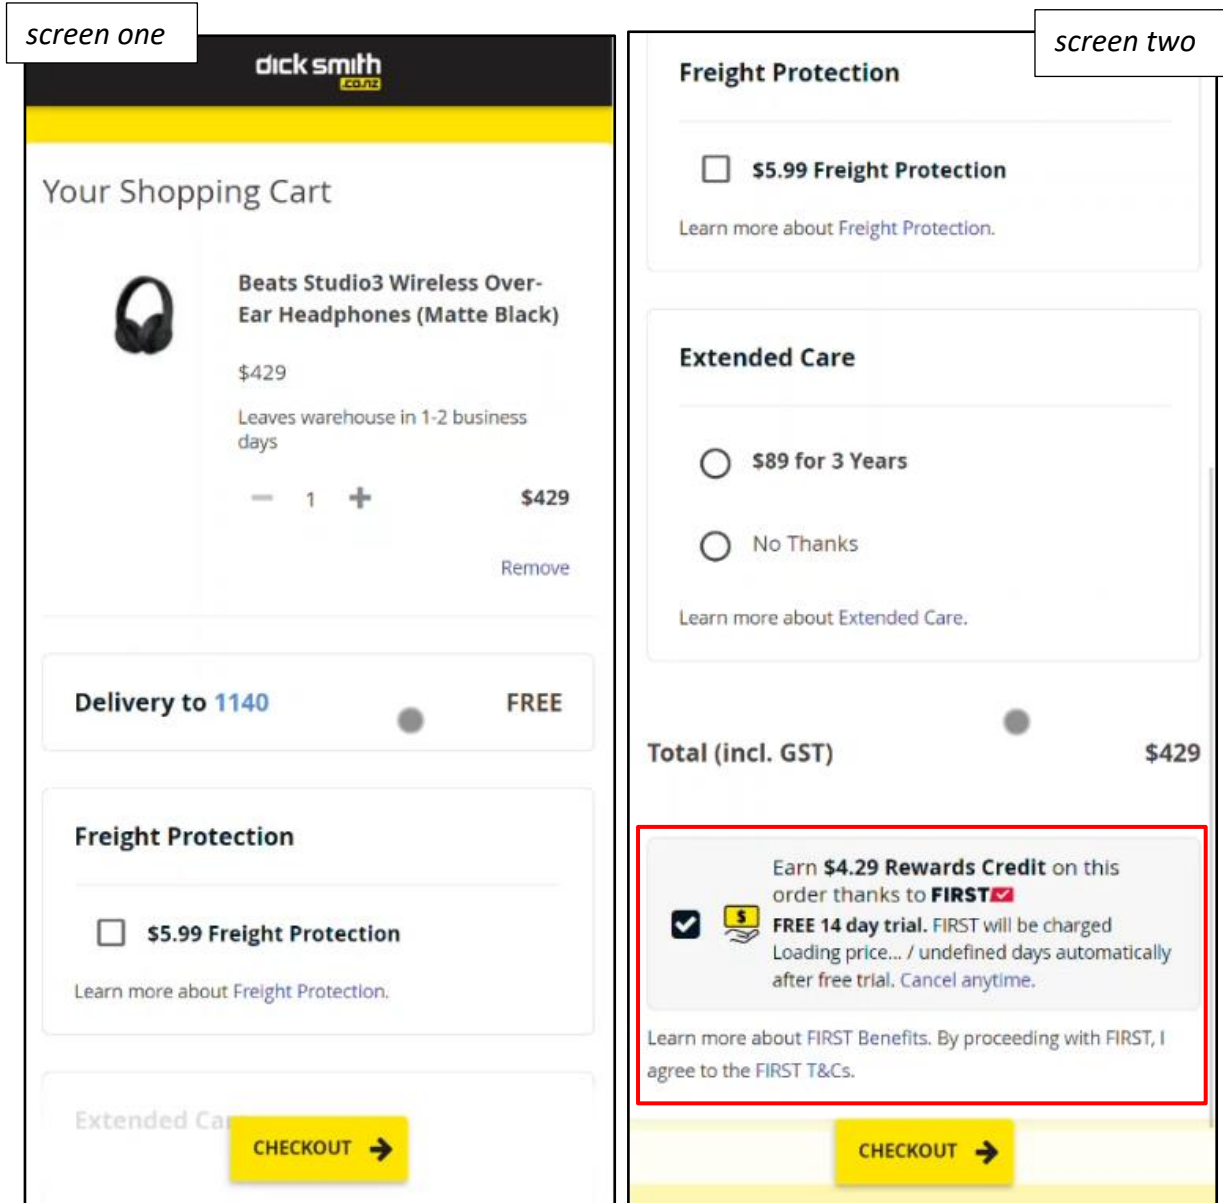 screen one
dick smith
.co.nz
Your Shopping Cart
Beats Studio3 Wireless Over-
Ear Headphones (Matte Black)
$429
Leaves warehouse in 1-2 business
days
1
$429
Remove
Delivery to 1140
FREE
Freight Protection
$5.99 Freight Protection
Learn more about Freight Protection.
Extended Ca
CHECKOUT
screen two
Freight Protection
$5.99 Freight Protection
Learn more about Freight Protection.
Extended Care
$89 for 3 Years
No Thanks
Learn more about Extended Care.
Total (incl. GST)
$429
Earn $4.29 Rewards Credit on this
order thanks to FIRST
$
FREE 14 day trial. FIRST will be charged
Loading price... / undefined days automatically
after free trial. Cancel anytime.
Learn more about FIRST Benefits. By proceeding with FIRST, I
agree to the FIRST T&Cs.
CHECKOUT